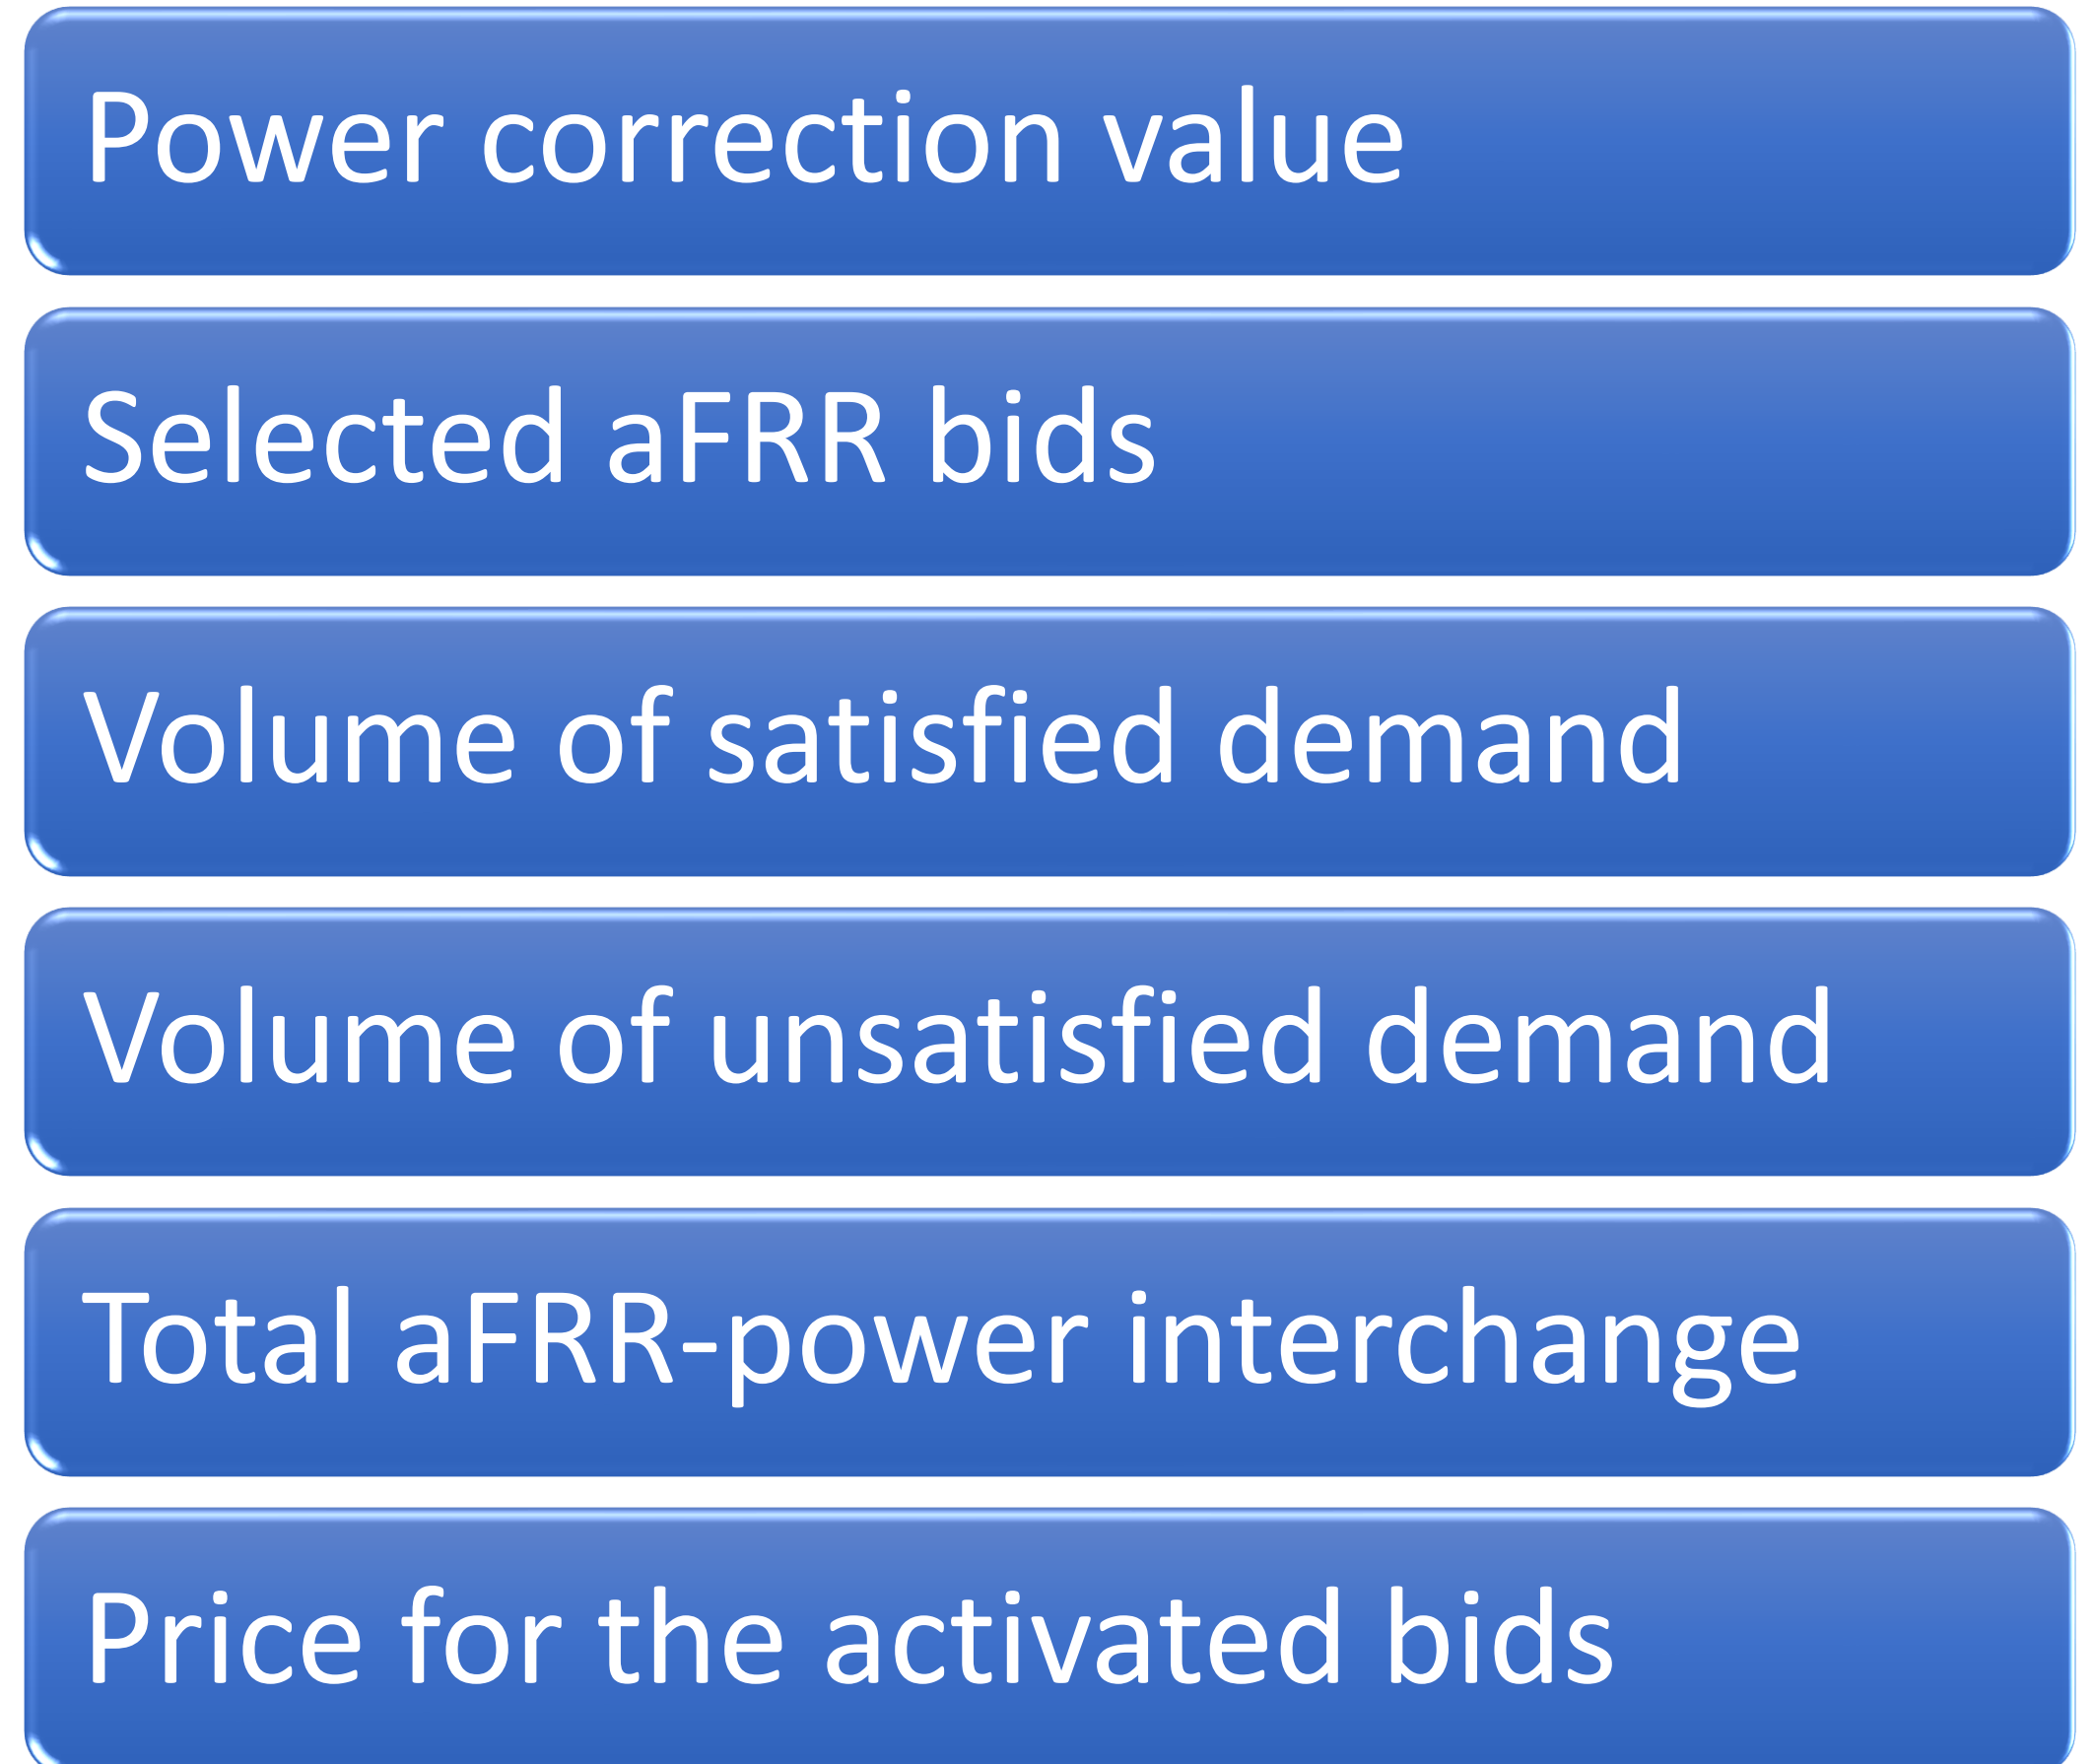 Power correction value
Selected aFRR bids
Volume of satisfied demand
Volume of unsatisfied demand
Total aFRR-power interchange
Price for the activated bids